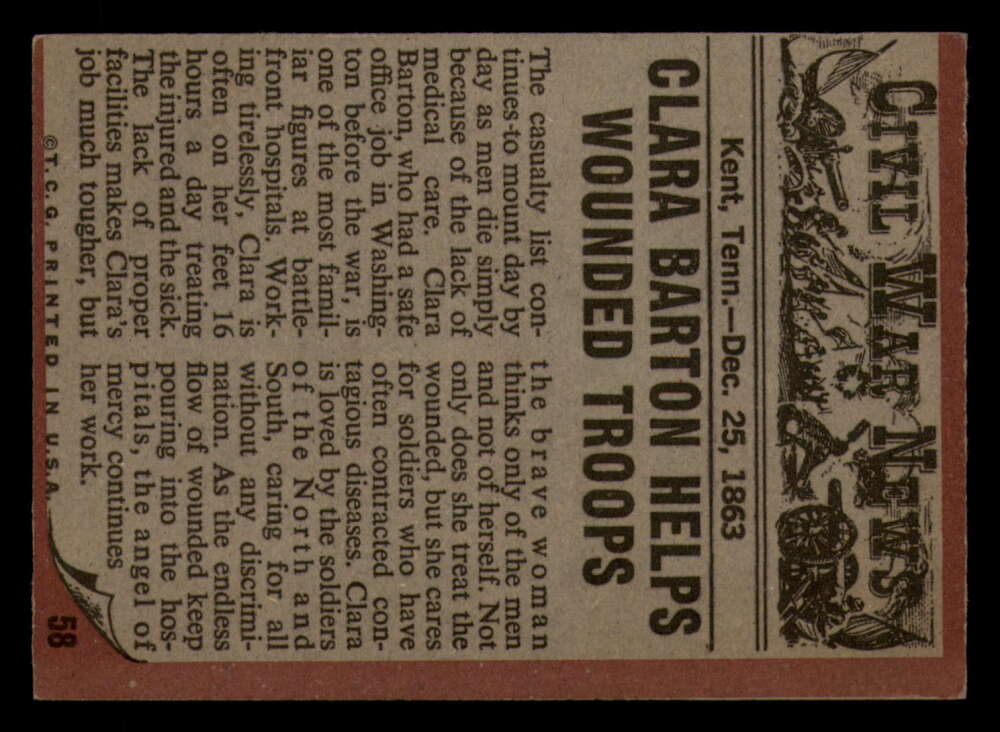 CIVIL WAR NEWS
Kent, Tenn.—Dec. 25, 1863
CLARA BARTON HELPS
WOUNDED TROOPS
The casualty list con-
tinues-to mount day by
day as men die simply
because of the lack of
medical care. Clara
Barton, who had a safe
office job in Washing-
ton before the war, is
one of the most famil-
iar figures at battle-
front hospitals. Work-
ing tirelessly, Clara is
often on her feet 16
hours a day, treating
the injured and the sick.
The lack of proper
facilities makes Clara's
job much tougher, but
the brave woman
thinks only of the men
and not of herself. Not
only does she treat the
wounded, but she cares
for soldiers who have
often contracted con-
tagious diseases. Clara
is loved by the soldiers
of the North and
South, caring for all
without any discrimi-
nation. As the endless
flow of wounded keep
pouring into the hos-
pitals, the angel of
mercy continues
her work.
©T.C.G. PRINTED IN U.S.A.
58